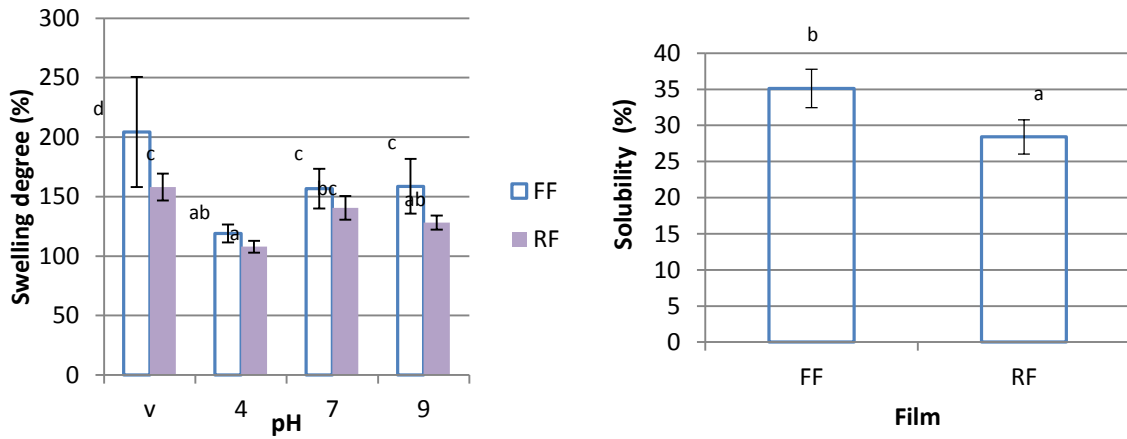 300
250
200
150
100
50
0
Swelling degree (%)
d
c
ab
a
c
bc
c
ab
v
4
7
9
pH
FF
RF
40
35
30
25
20
15
10
5
0
Solubility (%)
b
a
FF
RF
Film